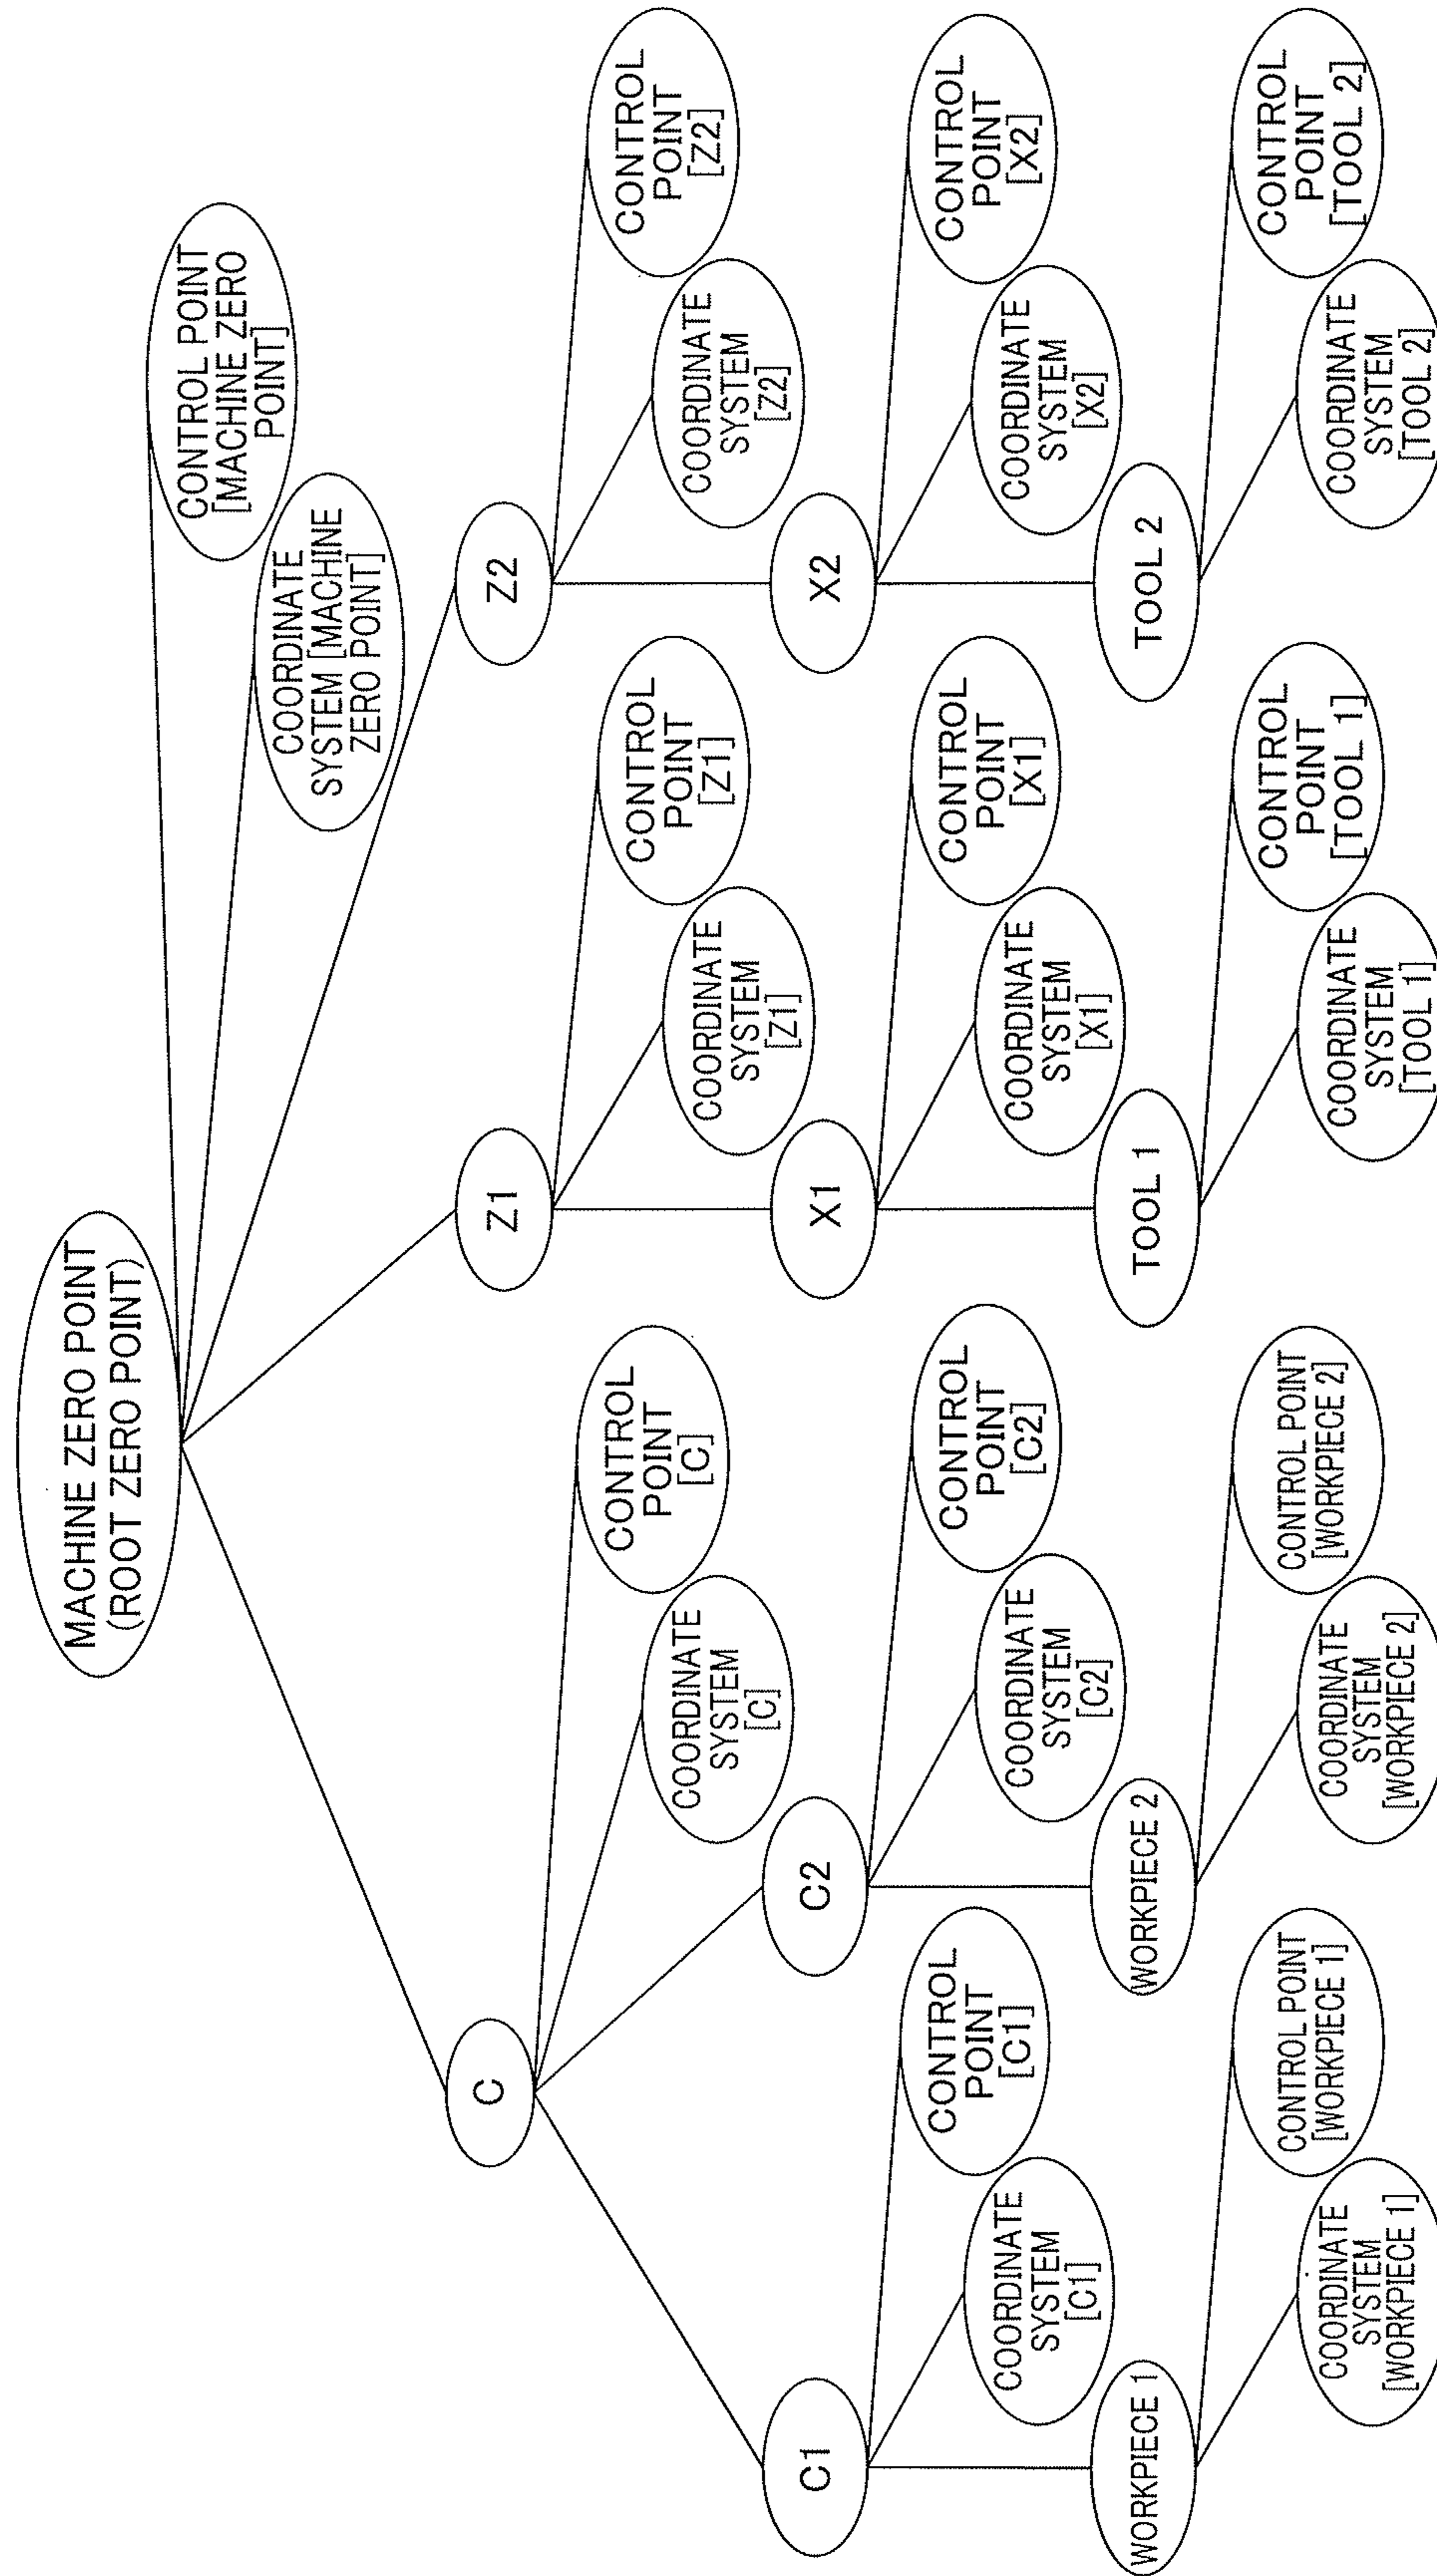 MACHINE ZERO POINT
(ROOT ZERO POINT)
CONTROL POINT
[MACHINE ZERO
POINT]
COORDINATE
SYSTEM [MACHINE
ZERO POINT]
C
Z1
Z2
CONTROL
POINT
[C]
COORDINATE
SYSTEM
[C]
CONTROL
POINT
[Z1]
COORDINATE
SYSTEM
[Z1]
CONTROL
POINT
[Z2]
COORDINATE
SYSTEM
[Z2]
C1
C2
X1
X2
CONTROL
POINT
[C1]
COORDINATE
SYSTEM
[C1]
CONTROL
POINT
[C2]
COORDINATE
SYSTEM
[C2]
CONTROL
POINT
[X1]
COORDINATE
SYSTEM
[X1]
CONTROL
POINT
[X2]
COORDINATE
SYSTEM
[X2]
WORKPIECE 1
WORKPIECE 2
TOOL 1
TOOL 2
CONTROL POINT
[WORKPIECE 1]
COORDINATE
SYSTEM
[WORKPIECE 1]
CONTROL POINT
[WORKPIECE 2]
COORDINATE
SYSTEM
[WORKPIECE 2]
CONTROL
POINT
[TOOL 1]
COORDINATE
SYSTEM
[TOOL 1]
CONTROL
POINT
[TOOL 2]
COORDINATE
SYSTEM
[TOOL 2]